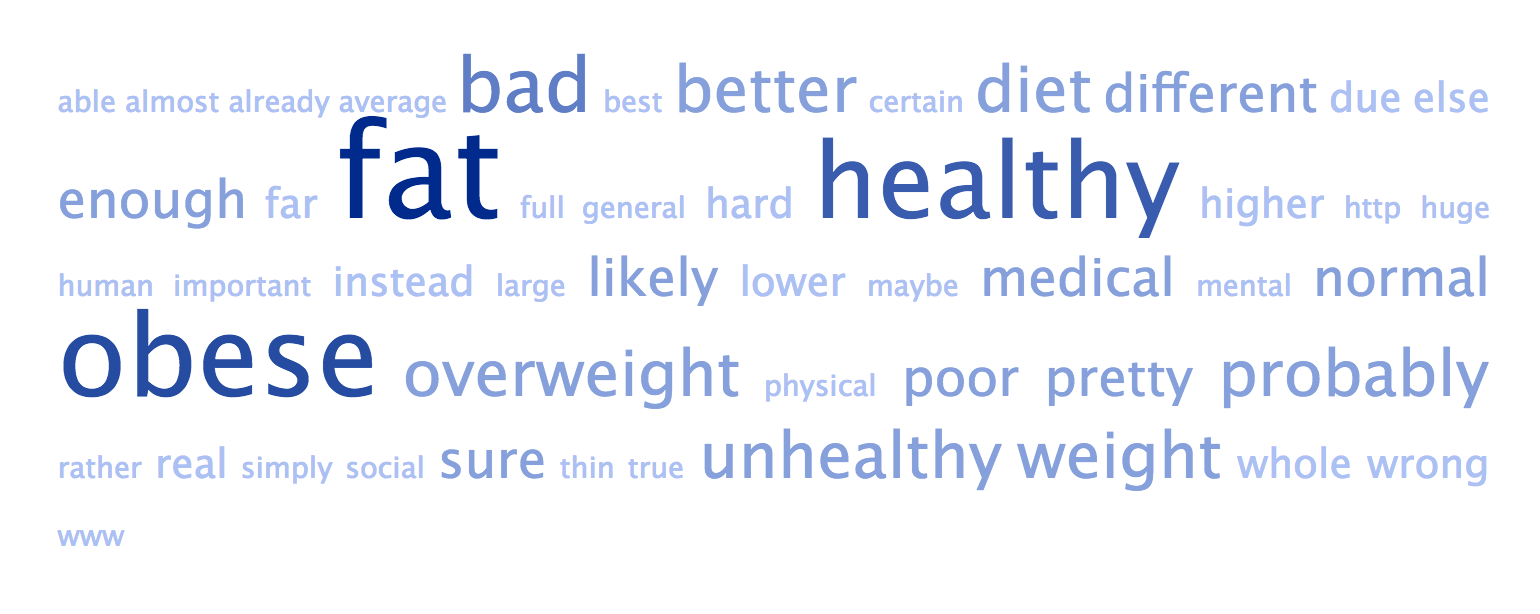 able almost already average bad best better certain diet different due else
enough far fat full general hard healthy higher http huge
human important instead large likely lower maybe medical mental normal
obese overweight physical poor pretty probably
rather real simply social sure thin true unhealthy weight whole wrong
www